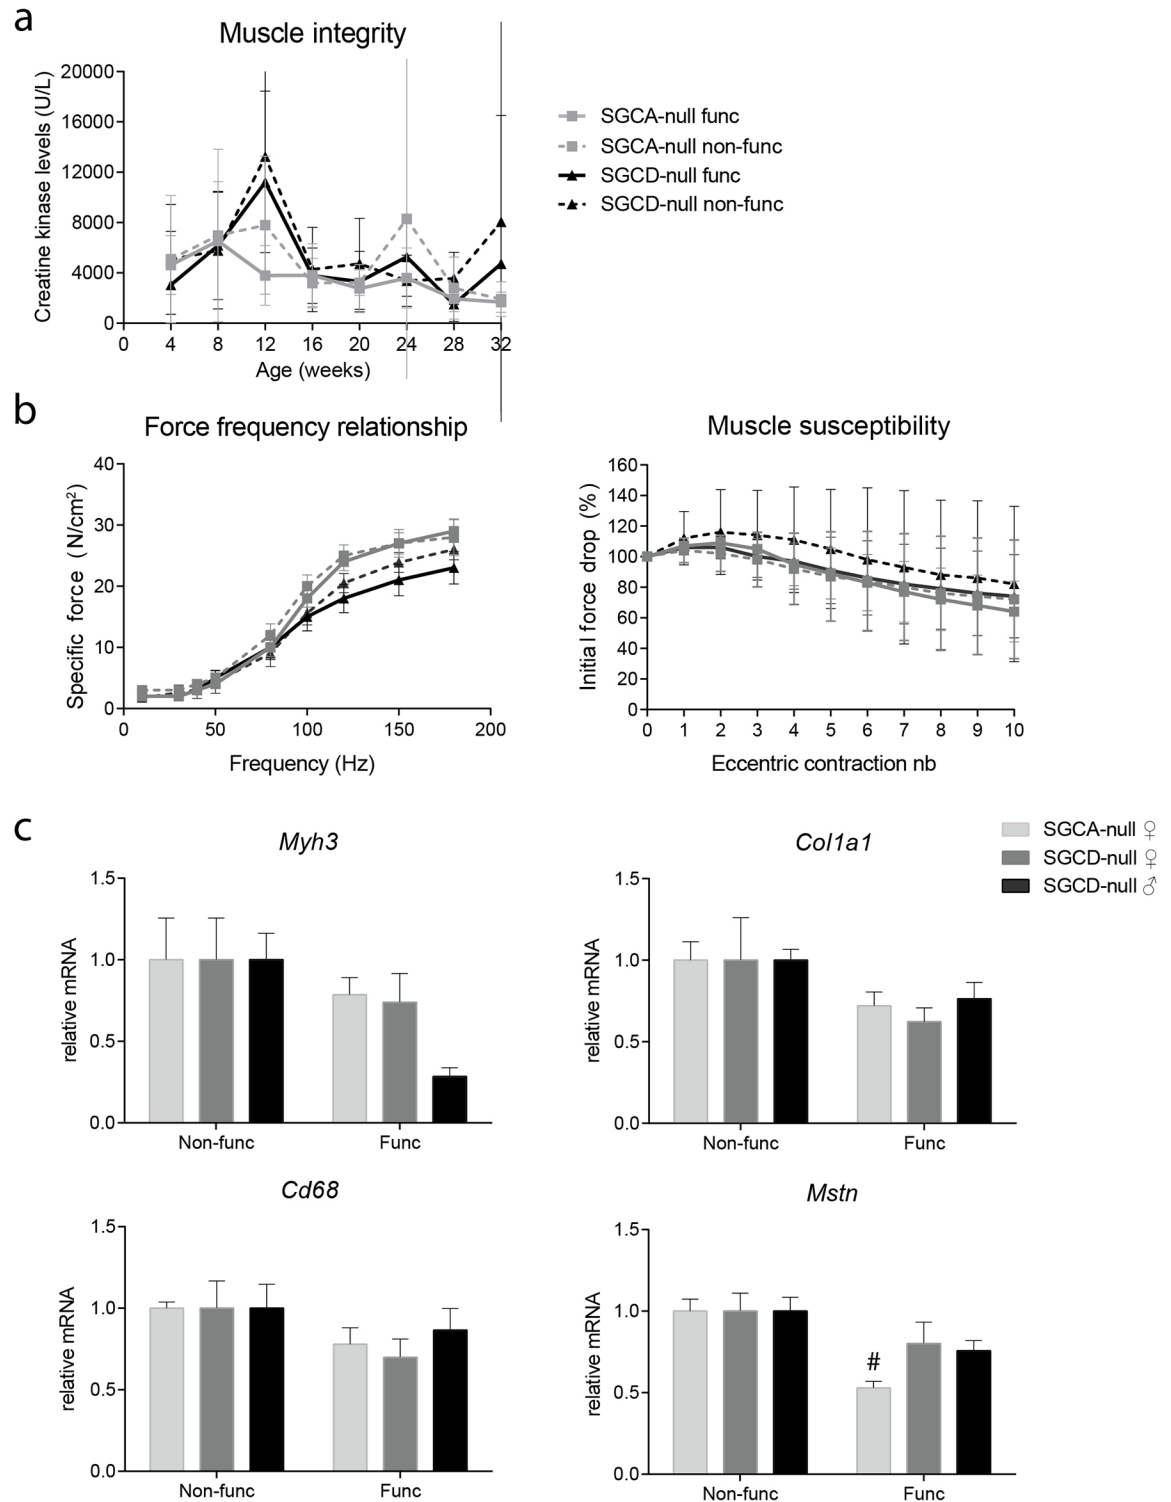 a
Muscle integrity
Creatine kinase levels (U/L)
20000
16000
12000
8000
4000
0
0 4 8 12 16 20 24 28 32
Age (weeks)
SGCA-null func
SGCA-null non-func
SGCD-null func
SGCD-null non-func
b
Force frequency relationship
Specific force (N/cm²)
40
30
20
10
0
0 50 100 150 200
Frequency (Hz)
Muscle susceptibility
Initial force drop (%)
160
140
120
100
80
60
40
20
0
0 1 2 3 4 5 6 7 8 9 10
Eccentric contraction nb
c
SGCA-null ♀
SGCD-null ♀
SGCD-null ♂
Myh3
relative mRNA
1.5
1.0
0.5
0.0
Non-func Func
Col1a1
relative mRNA
1.5
1.0
0.5
0.0
Non-func Func
Cd68
relative mRNA
1.5
1.0
0.5
0.0
Non-func Func
Mstn
relative mRNA
1.5
1.0
0.5
0.0
#
Non-func Func